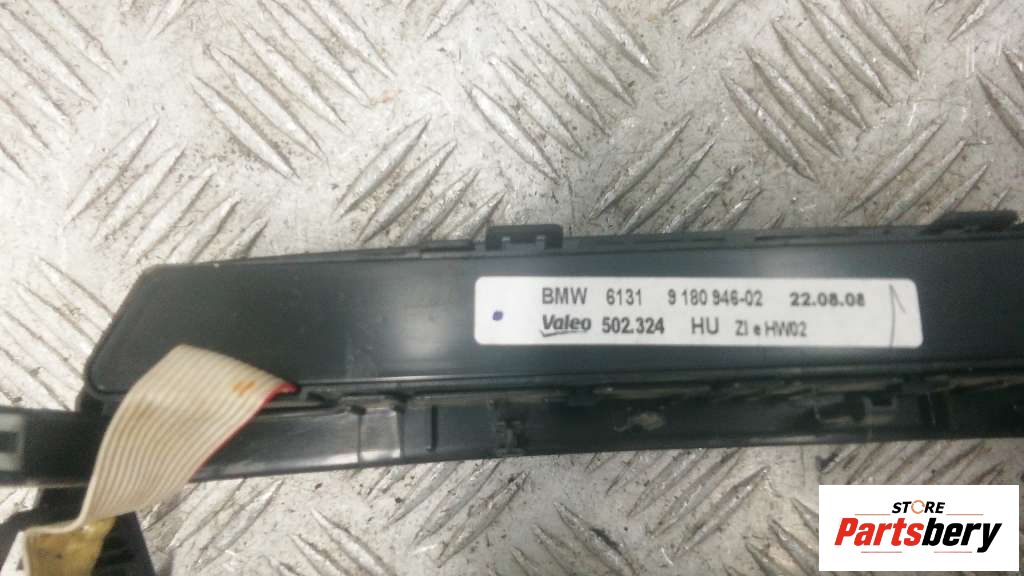 BMW 6131 9 180 946-02 22.08.08
Valeo 502.324 HU ZI e HW02
STORE
Partsbery